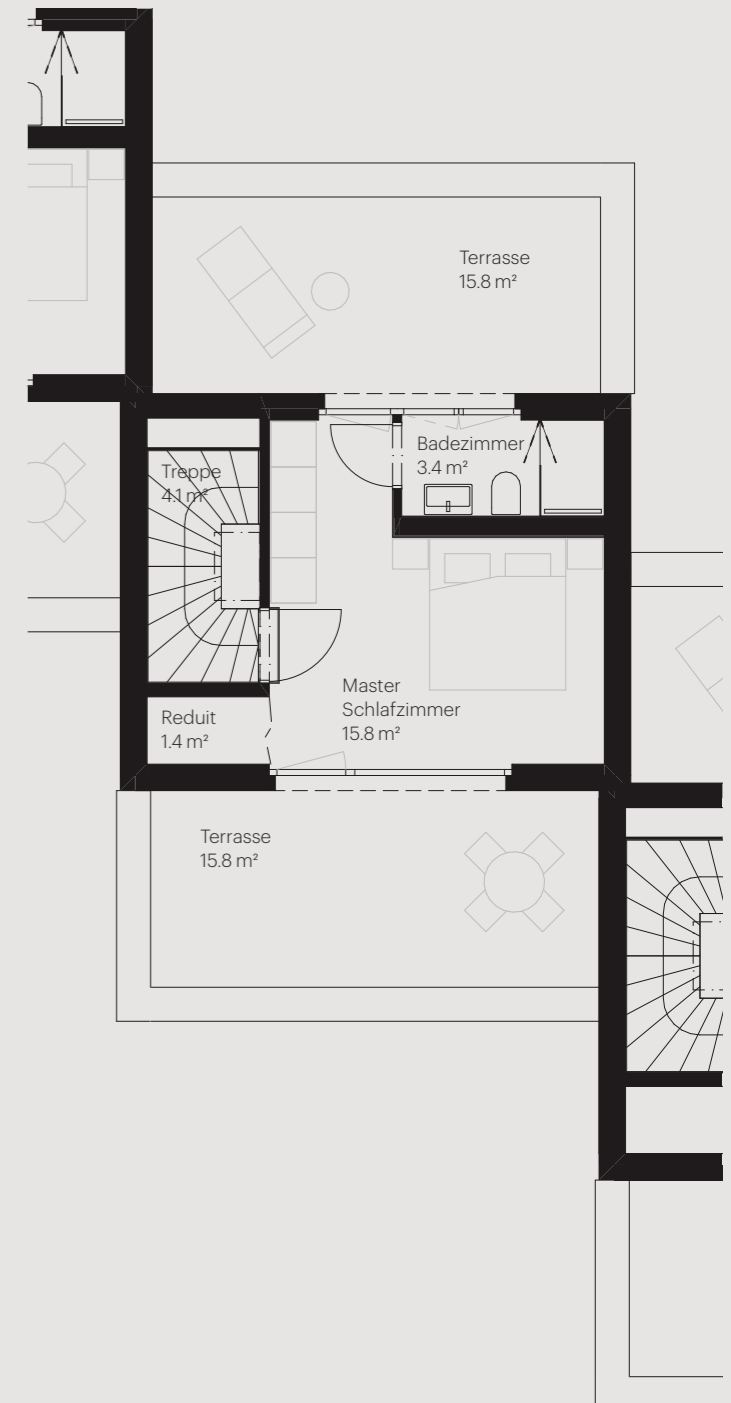 Terrasse
15.8 m²
Badezimmer
3.4 m²
Treppe
4.1 m²
Master
Schlafzimmer
15.8 m²
Reduit
1.4 m²
Terrasse
15.8 m²